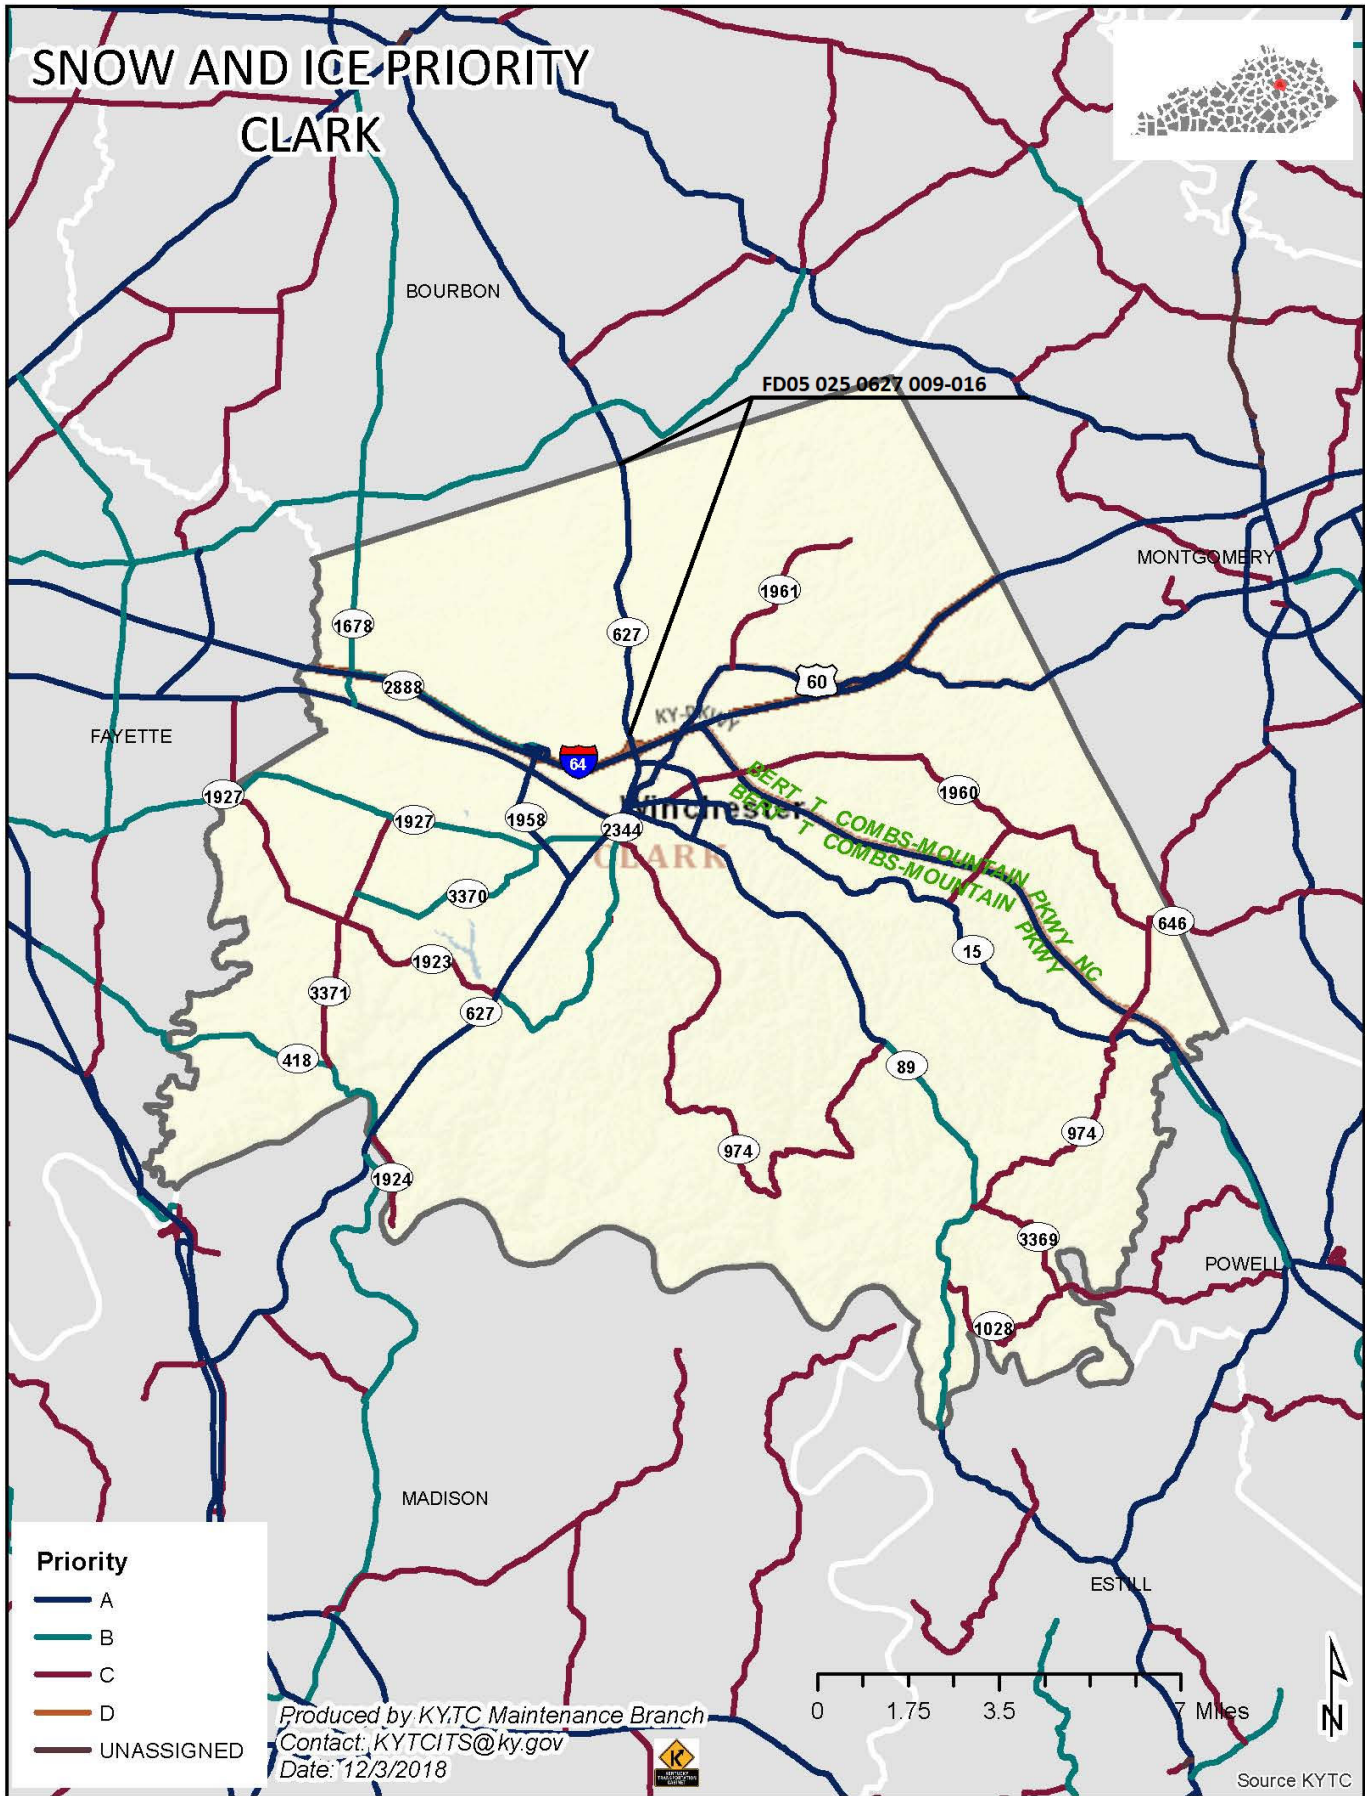 SNOW AND ICE PRIORITY
CLARK
BOURBON
FD05 025 0627 009-016
MONTGOMERY
1961
1678
627
2888
60
KY-PKWY
FAYETTE
64
BERT T COMBS-MOUNTAIN PKWY NC
BERT T COMBS-MOUNTAIN PKWY
1927
1927
1958
Winchester
1960
2344
CLARK
3370
646
15
1923
3371
627
418
89
974
974
1924
3369
POWELL
1028
MADISON
ESTILL
Priority
A
B
C
D
UNASSIGNED
Produced by KYTC Maintenance Branch
Contact: KYTCITS@ky.gov
Date: 12/3/2018
0 1.75 3.5 7 Miles
N
Source KYTC